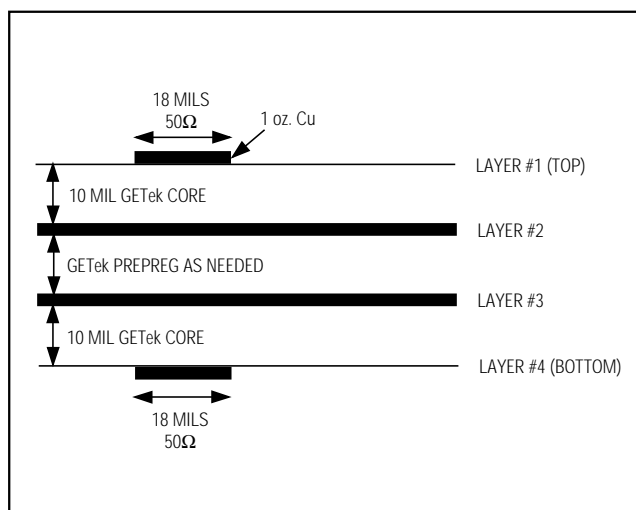 18 MILS
50Ω
1 oz. Cu
LAYER #1 (TOP)
10 MIL GETek CORE
LAYER #2
GETek PREPREG AS NEEDED
LAYER #3
10 MIL GETek CORE
LAYER #4 (BOTTOM)
18 MILS
50Ω